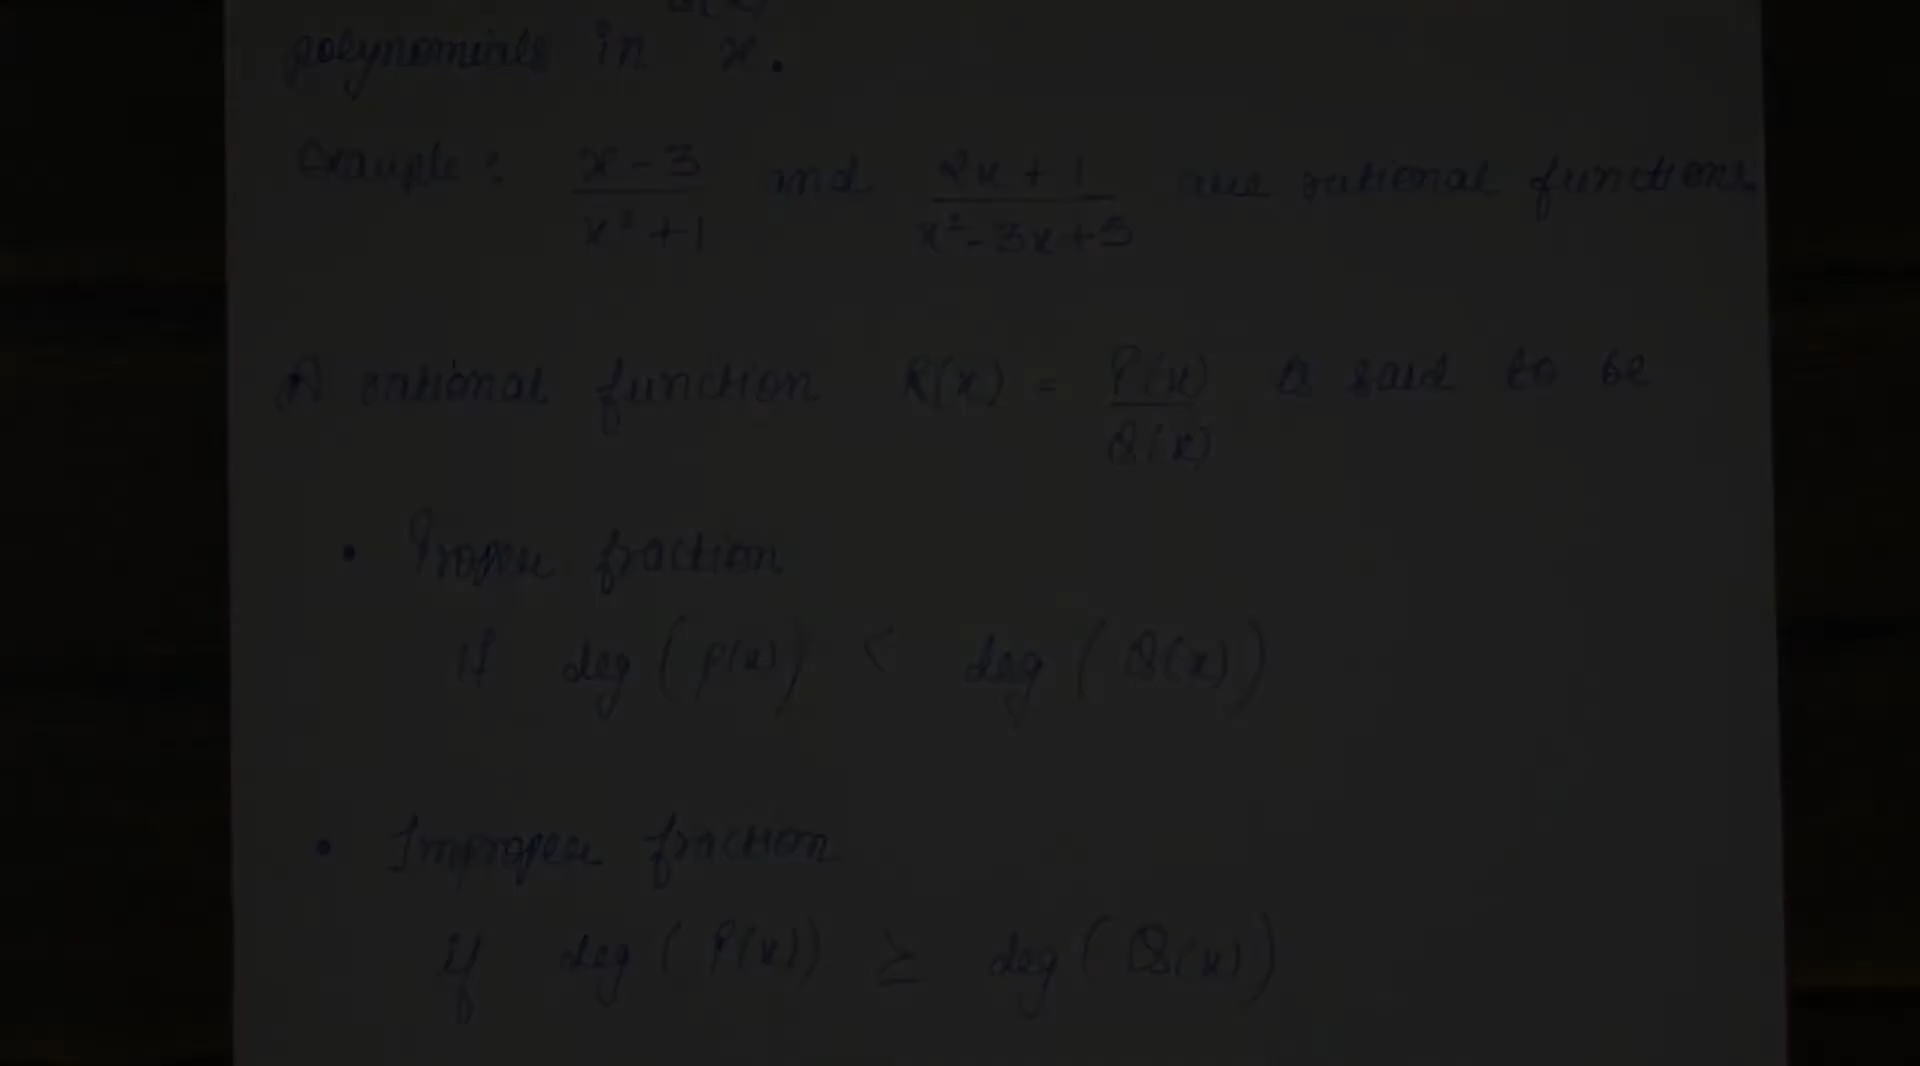 polynomials in x.
Example: x - 3 / x² + 1 and 2x + 1 / x² - 3x + 5 are rational functions.
A rational function R(x) = P(x) / Q(x) is said to be
• Proper fraction
if deg ( P(x) ) < deg ( Q(x) )
• Improper fraction
if deg ( P(x) ) ≥ deg ( Q(x) )